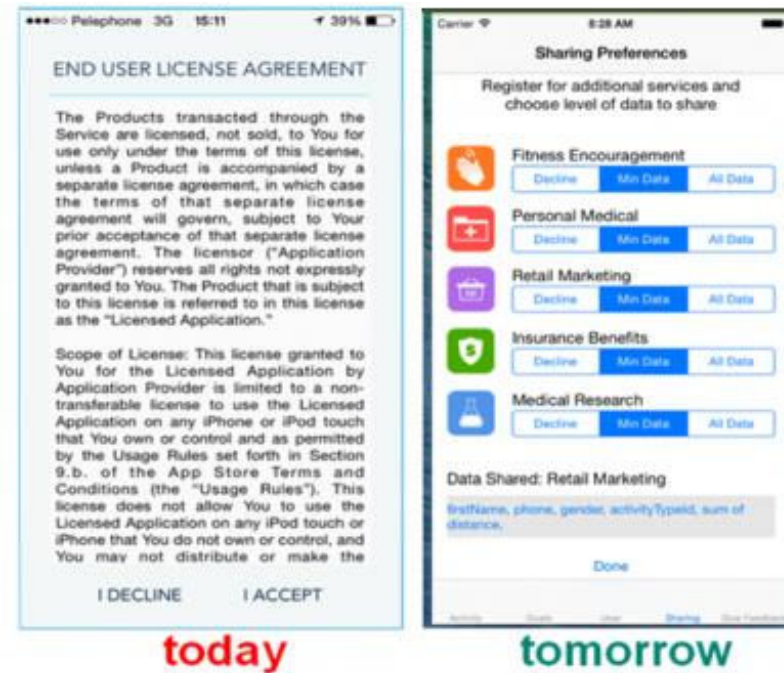 Pelephone 3G 15:11 39%
END USER LICENSE AGREEMENT
The Products transacted through the
Service are licensed, not sold, to You for
use only under the terms of this license,
unless a Product is accompanied by a
separate license agreement, in which case
the terms of that separate license
agreement will govern, subject to Your
prior acceptance of that separate license
agreement. The licensor ("Application
Provider") reserves all rights not expressly
granted to You. The Product that is subject
to this license is referred to in this license
as the "Licensed Application."
Scope of License: This license granted to
You for the Licensed Application by
Application Provider is limited to a non-
transferable license to use the Licensed
Application on any iPhone or iPod touch
that You own or control and as permitted
by the Usage Rules set forth in Section
9.b. of the App Store Terms and
Conditions (the "Usage Rules"). This
license does not allow You to use the
Licensed Application on any iPod touch or
iPhone that You do not own or control, and
You may not distribute or make the
I DECLINE I ACCEPT
today
Carrier 8:28 AM
Sharing Preferences
Register for additional services and
choose level of data to share
Fitness Encouragement
Decline Min Data All Data
Personal Medical
Decline Min Data All Data
Retail Marketing
Decline Min Data All Data
Insurance Benefits
Decline Min Data All Data
Medical Research
Decline Min Data All Data
Data Shared: Retail Marketing
firstName, phone, gender, activityTypeId, sum of
distance,
Done
Activity Goals User Sharing Give Feedback
tomorrow